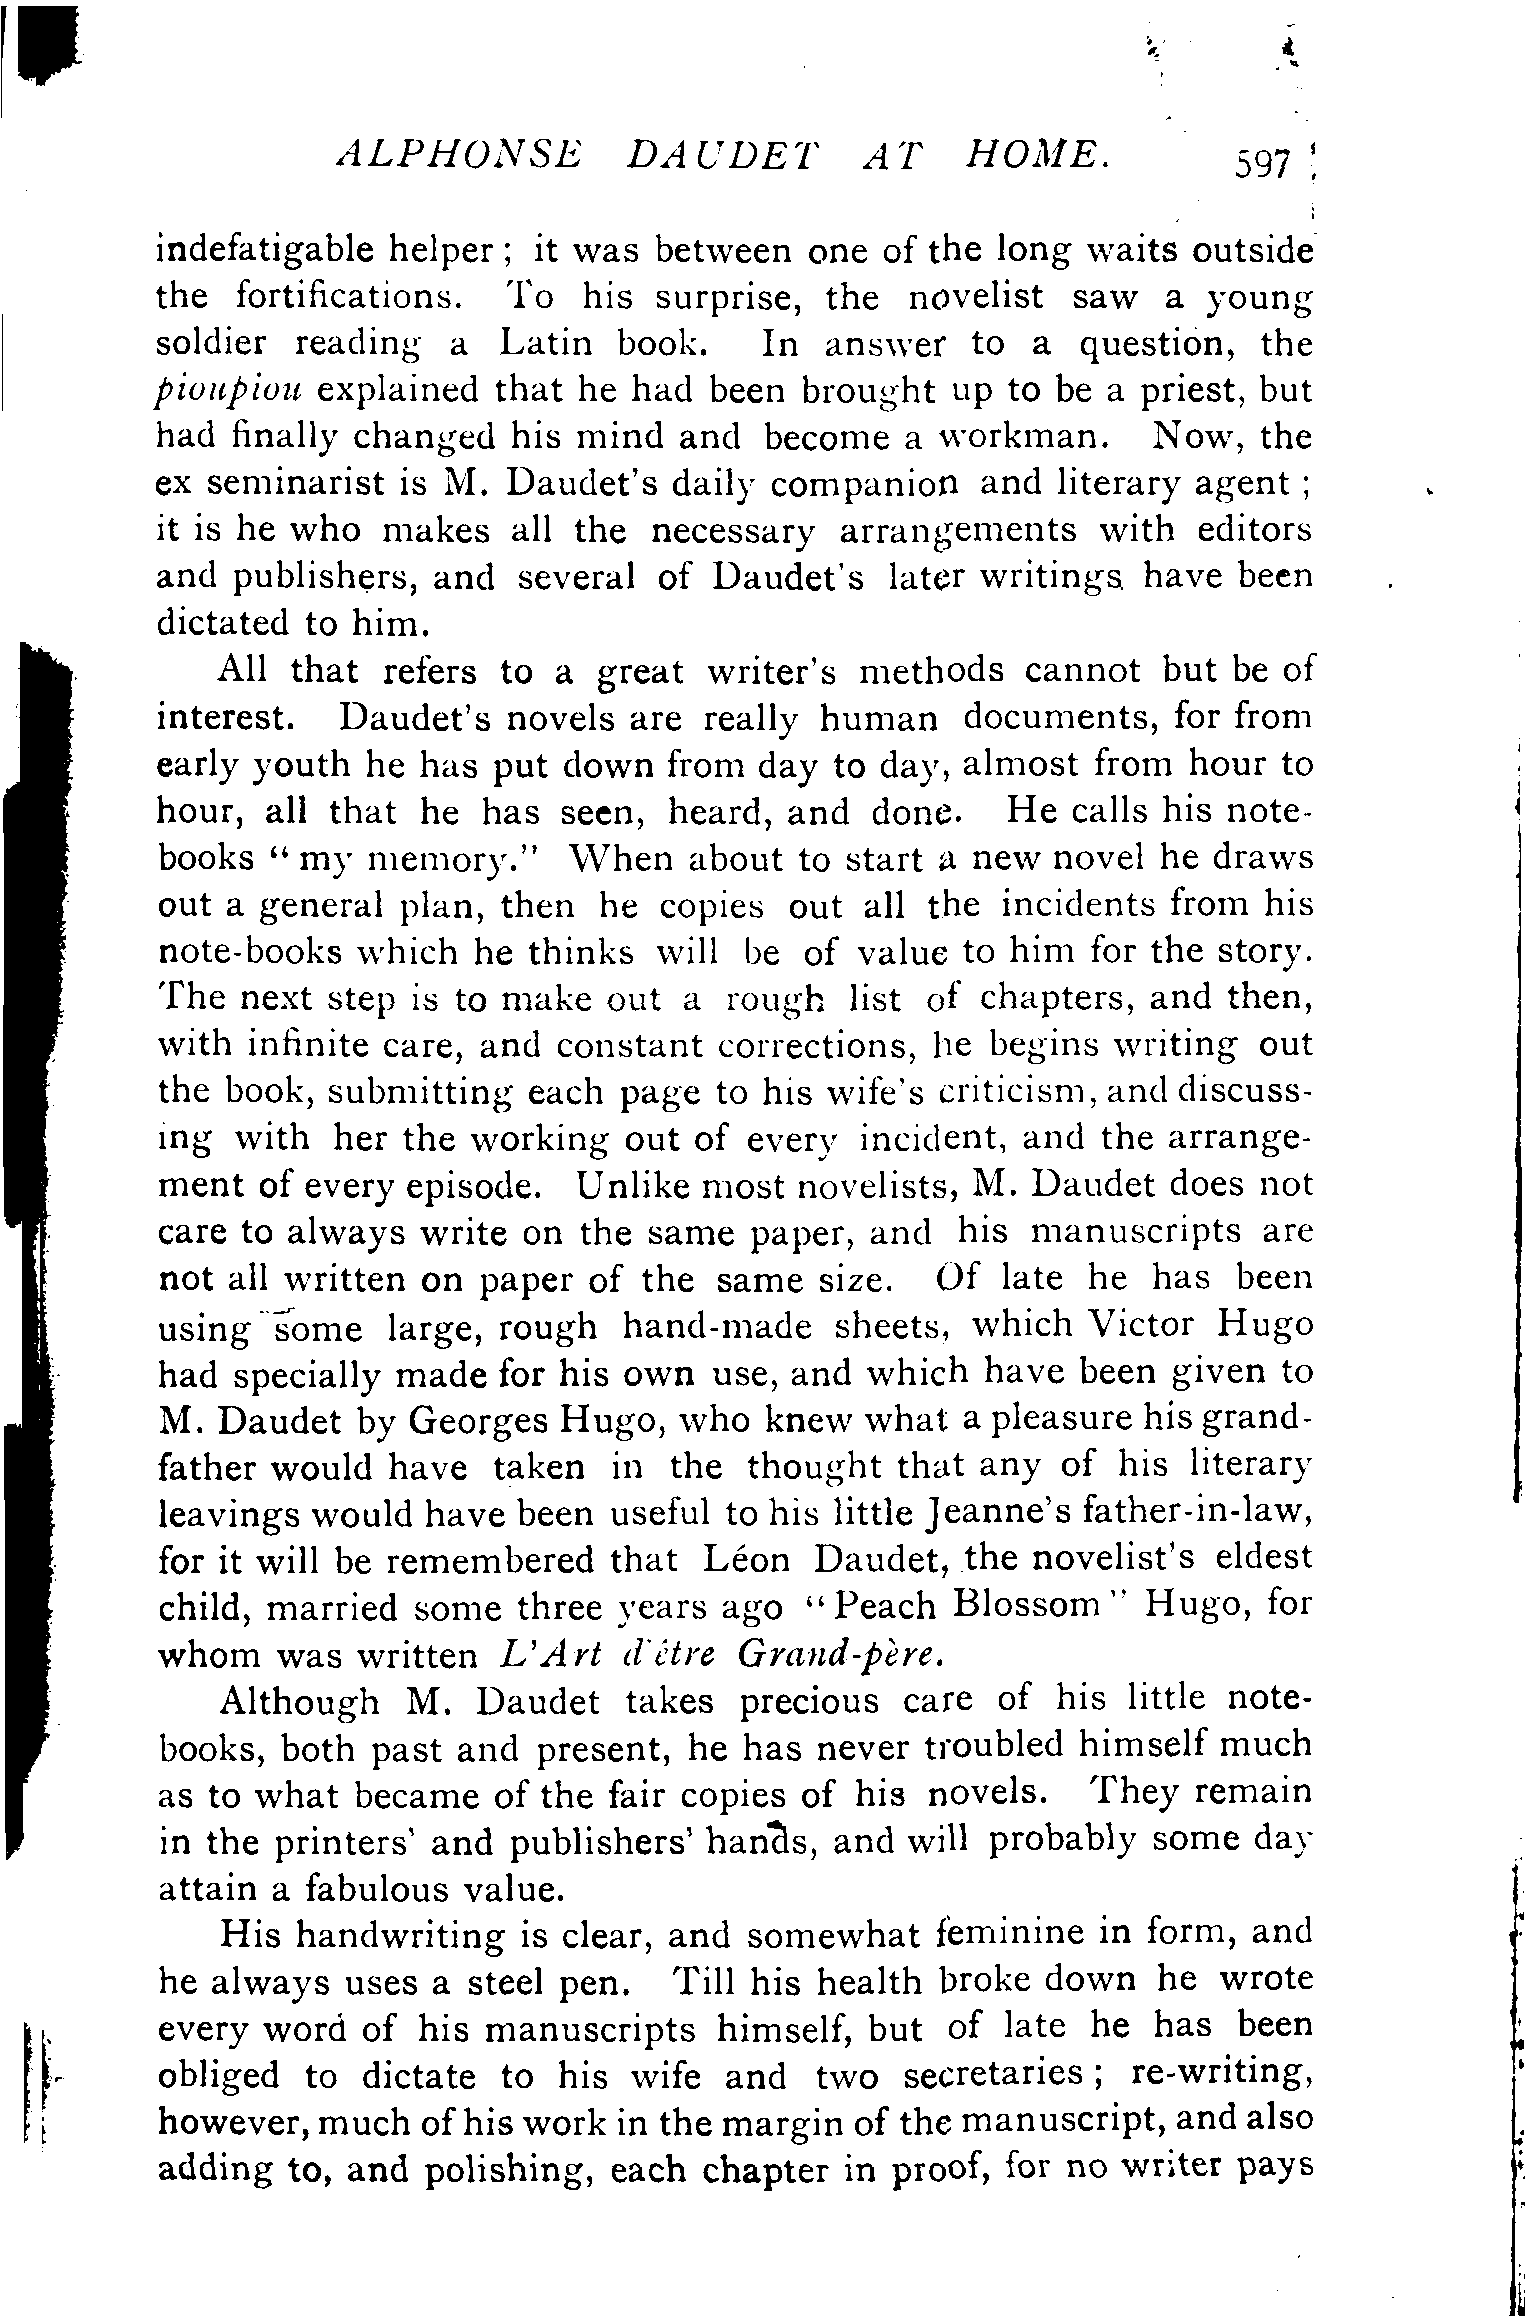 ALPHONSE DAUDET AT HOME. 597
indefatigable helper ; it was between one of the long waits outside
the fortifications. To his surprise, the novelist saw a young
soldier reading a Latin book. In answer to a question, the
pioupiou explained that he had been brought up to be a priest, but
had finally changed his mind and become a workman. Now, the
ex seminarist is M. Daudet's daily companion and literary agent ;
it is he who makes all the necessary arrangements with editors
and publishers, and several of Daudet's later writings have been
dictated to him.
All that refers to a great writer's methods cannot but be of
interest. Daudet's novels are really human documents, for from
early youth he has put down from day to day, almost from hour to
hour, all that he has seen, heard, and done. He calls his note-
books “ my memory.” When about to start a new novel he draws
out a general plan, then he copies out all the incidents from his
note-books which he thinks will be of value to him for the story.
The next step is to make out a rough list of chapters, and then,
with infinite care, and constant corrections, he begins writing out
the book, submitting each page to his wife's criticism, and discuss-
ing with her the working out of every incident, and the arrange-
ment of every episode. Unlike most novelists, M. Daudet does not
care to always write on the same paper, and his manuscripts are
not all written on paper of the same size. Of late he has been
using some large, rough hand-made sheets, which Victor Hugo
had specially made for his own use, and which have been given to
M. Daudet by Georges Hugo, who knew what a pleasure his grand-
father would have taken in the thought that any of his literary
leavings would have been useful to his little Jeanne's father-in-law,
for it will be remembered that Léon Daudet, the novelist's eldest
child, married some three years ago “ Peach Blossom ” Hugo, for
whom was written L'Art d'être Grand-père.
Although M. Daudet takes precious care of his little note-
books, both past and present, he has never troubled himself much
as to what became of the fair copies of his novels. They remain
in the printers' and publishers' hands, and will probably some day
attain a fabulous value.
His handwriting is clear, and somewhat feminine in form, and
he always uses a steel pen. Till his health broke down he wrote
every word of his manuscripts himself, but of late he has been
obliged to dictate to his wife and two secretaries ; re-writing,
however, much of his work in the margin of the manuscript, and also
adding to, and polishing, each chapter in proof, for no writer pays